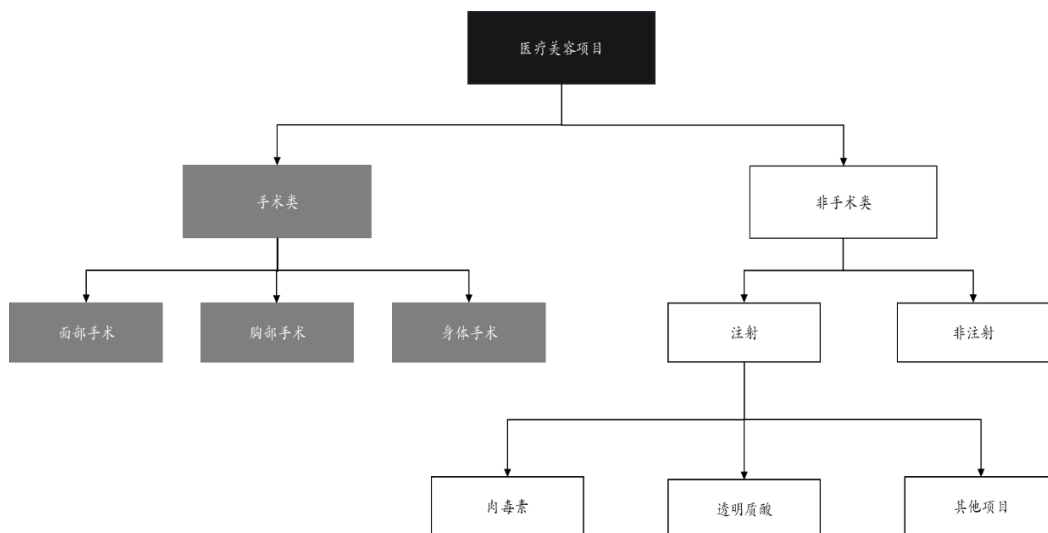 医疗美容项目
手术类
非手术类
面部手术
胸部手术
身体手术
注射
非注射
肉毒素
透明质酸
其他项目